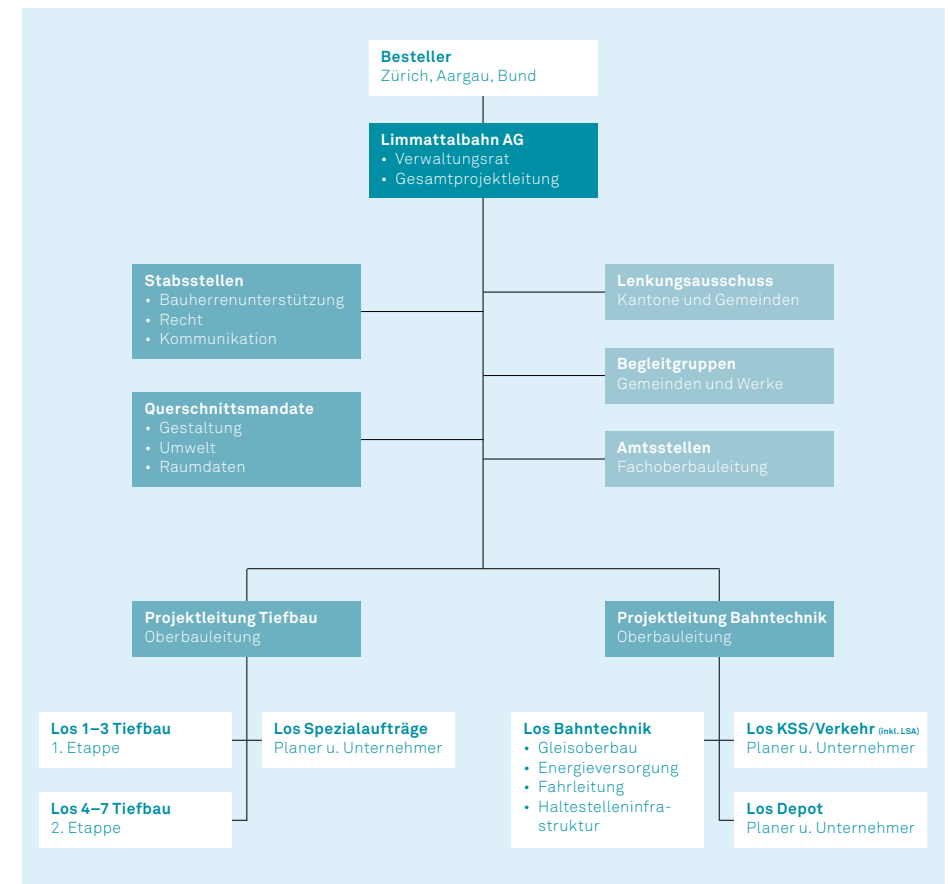 Besteller
Zürich, Aargau, Bund
Limmattalbahn AG
• Verwaltungsrat
• Gesamtprojektleitung
Stabsstellen
• Bauherrenunterstützung
• Recht
• Kommunikation
Lenkungsausschuss
Kantone und Gemeinden
Begleitgruppen
Gemeinden und Werke
Querschnittsmandate
• Gestaltung
• Umwelt
• Raumdaten
Amtsstellen
Fachoberbauleitung
Projektleitung Tiefbau
Oberbauleitung
Projektleitung Bahntechnik
Oberbauleitung
Los 1–3 Tiefbau
1. Etappe
Los Spezialaufträge
Planer u. Unternehmer
Los 4–7 Tiefbau
2. Etappe
Los Bahntechnik
• Gleisoberbau
• Energieversorgung
• Fahrleitung
• Haltestelleninfra-
struktur
Los KSS/Verkehr (inkl. LSA)
Planer u. Unternehmer
Los Depot
Planer u. Unternehmer